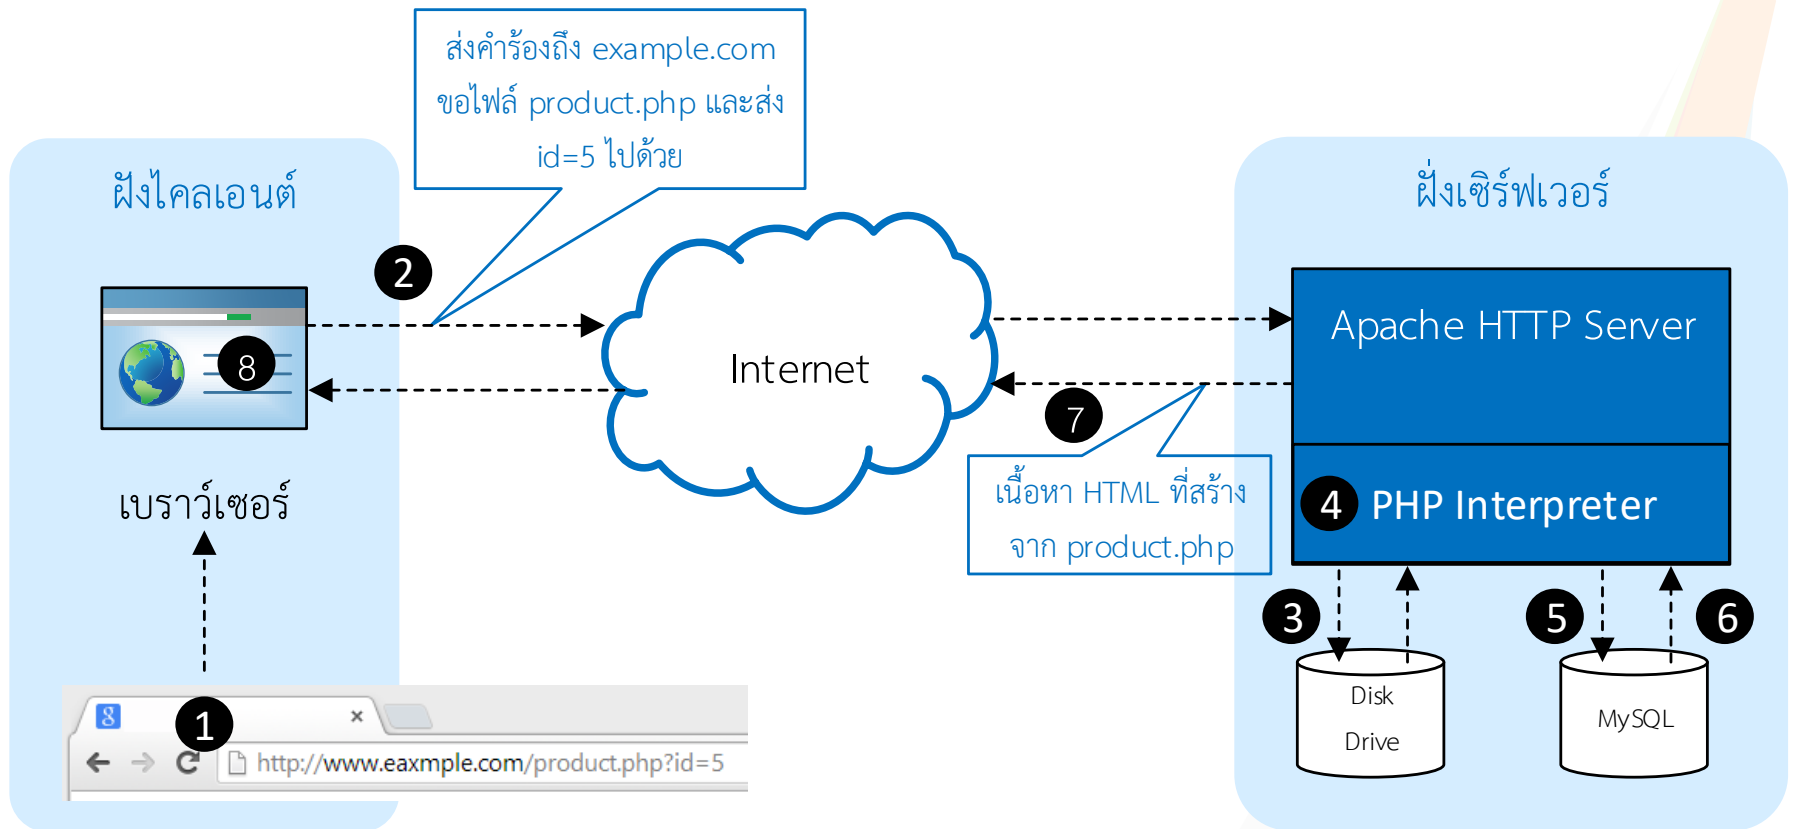 ส่งคำร้องถึง example.com
ขอไฟล์ product.php และส่ง
id=5 ไปด้วย
ฝังไคลเอนต์
ฝั่งเซิร์ฟเวอร์
2
8
Internet
Apache HTTP Server
7
เบราว์เซอร์
เนื้อหา HTML ที่สร้าง
จาก product.php
4 PHP Interpreter
3
5
6
Disk
Drive
MySQL
8
1
×
http://www.eaxmple.com/product.php?id=5